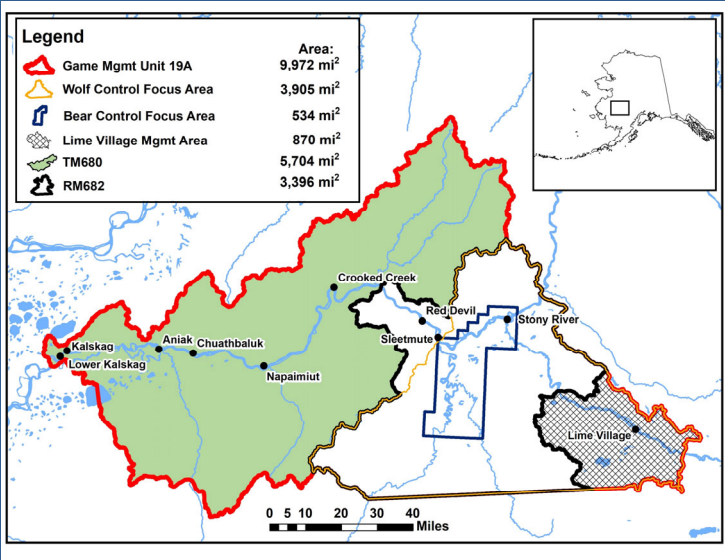 Legend
Area:
Game Mgmt Unit 19A 9,972 mi²
Wolf Control Focus Area 3,905 mi²
Bear Control Focus Area 534 mi²
Lime Village Mgmt Area 870 mi²
TM680 5,704 mi²
RM682 3,396 mi²
Crooked Creek
Red Devil
Stony River
Sleetmute
Kalskag
Aniak
Chuathbaluk
Lower Kalskag
Napaimiut
Lime Village
0 5 10 20 30 40
Miles